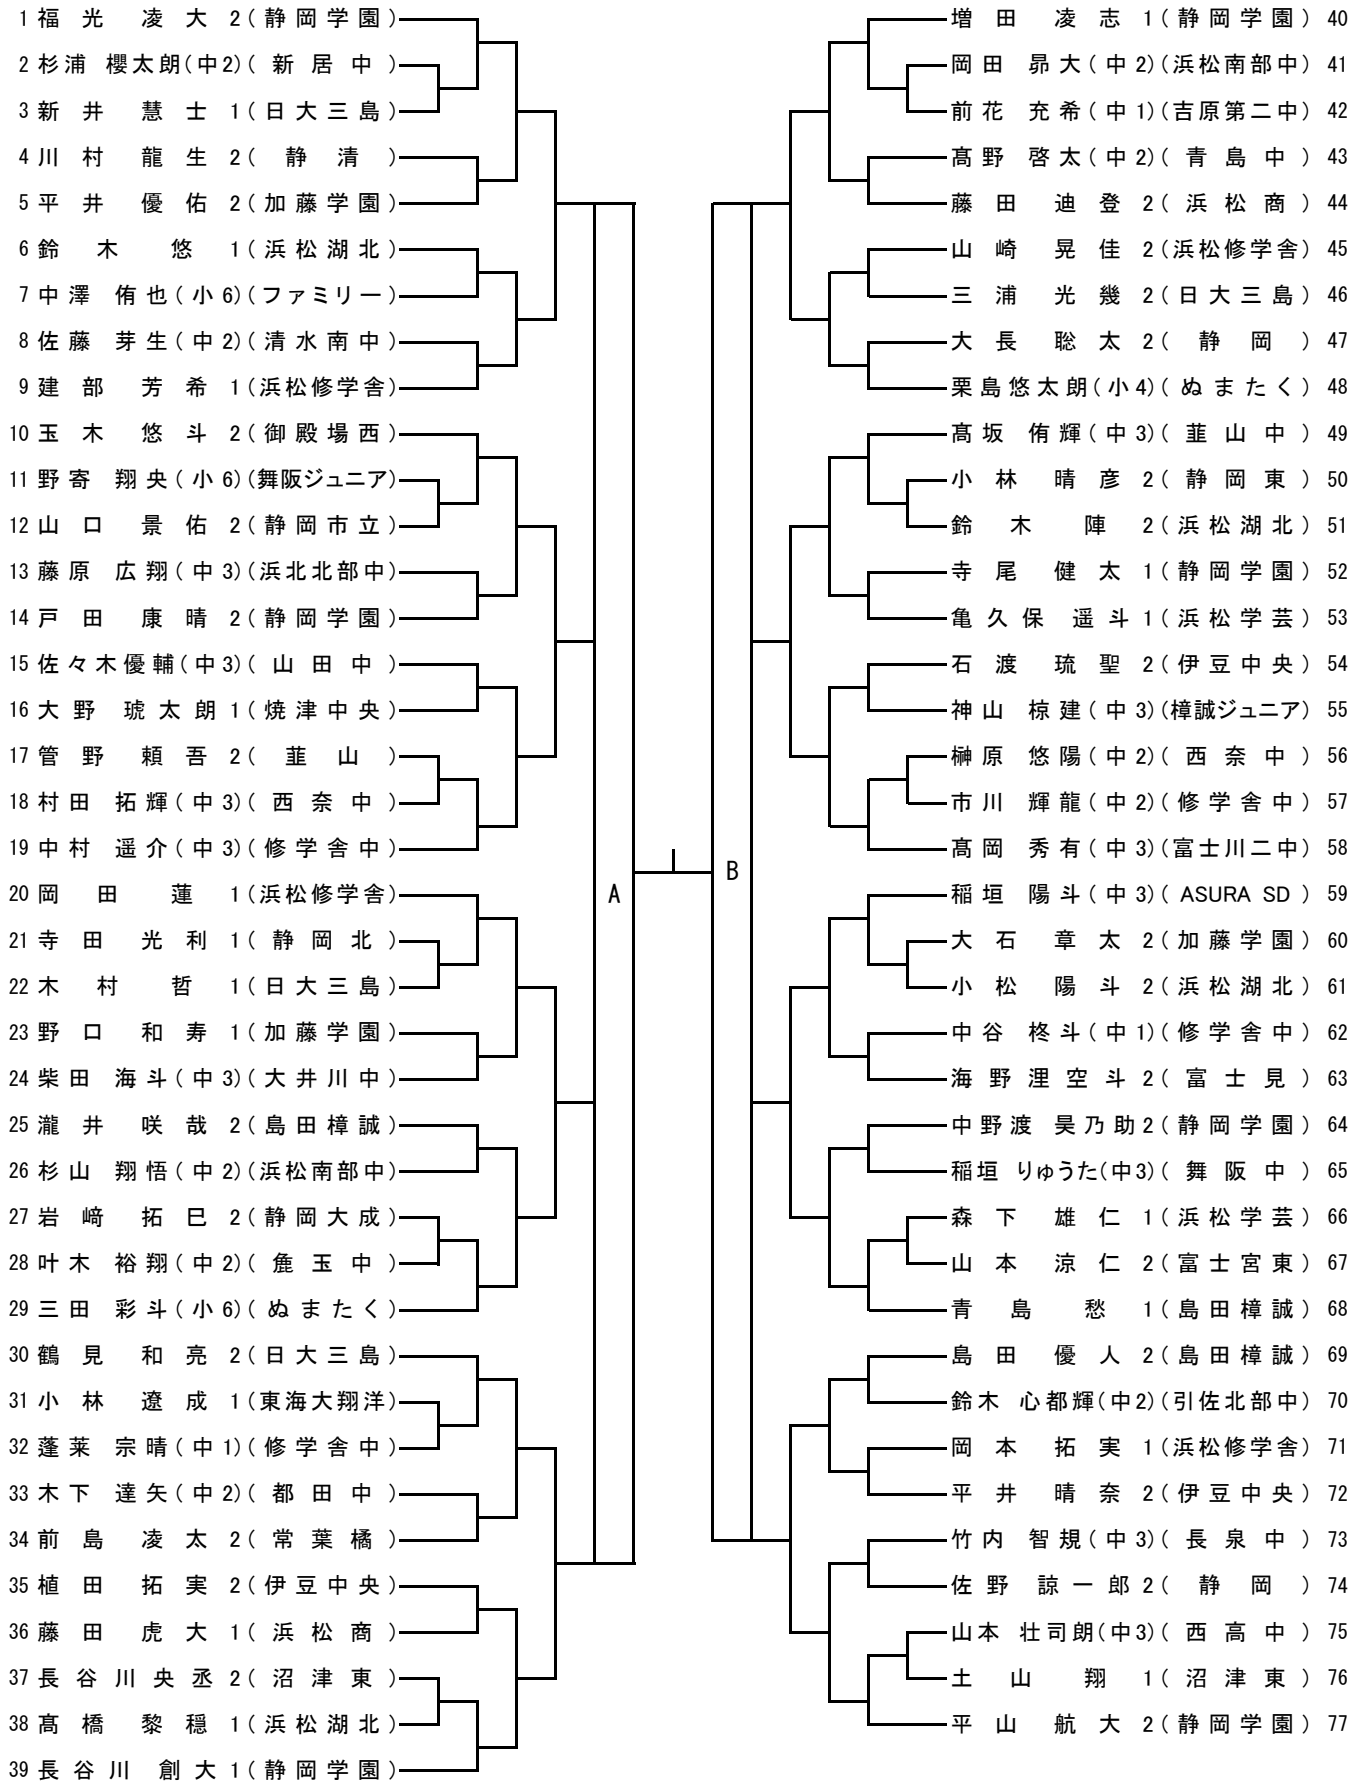 1 福光 凌大 2(静岡学園)
2 杉浦 櫻太朗(中2)(新居中)
3 新井 慧士 1(日大三島)
4 川村 龍生 2(静清)
5 平井 優佑 2(加藤学園)
6 鈴木 悠 1(浜松湖北)
7 中澤 侑也(小6)(ファミリー)
8 佐藤 芽生(中2)(清水南中)
9 建部 芳希 1(浜松修学舎)
10 玉木 悠斗 2(御殿場西)
11 野寄 翔央(小6)(舞阪ジュニア)
12 山口 景佑 2(静岡市立)
13 藤原 広翔(中3)(浜北北部中)
14 戸田 康晴 2(静岡学園)
15 佐々木優輔(中3)(山田中)
16 大野 琥太朗 1(焼津中央)
17 管野 頼吾 2(韮山)
18 村田 拓輝(中3)(西奈中)
19 中村 遥介(中3)(修学舎中)
20 岡田 蓮 1(浜松修学舎)
21 寺田 光利 1(静岡北)
22 木村 哲 1(日大三島)
23 野口 和寿 1(加藤学園)
24 柴田 海斗(中3)(大井川中)
25 瀧井 咲哉 2(島田樟誠)
26 杉山 翔悟(中2)(浜松南部中)
27 岩﨑 拓巳 2(静岡大成)
28 叶木 裕翔(中2)(麁玉中)
29 三田 彩斗(小6)(ぬまたく)
30 鶴見 和亮 2(日大三島)
31 小林 遼成 1(東海大翔洋)
32 蓬莱 宗晴(中1)(修学舎中)
33 木下 達矢(中2)(都田中)
34 前島 凌太 2(常葉橘)
35 植田 拓実 2(伊豆中央)
36 藤田 虎大 1(浜松商)
37 長谷川央丞 2(沼津東)
38 髙橋 黎穏 1(浜松湖北)
39 長谷川 創大 1(静岡学園)
A
B
増田 凌志 1(静岡学園) 40
岡田 昴大(中2)(浜松南部中) 41
前花 充希(中1)(吉原第二中) 42
髙野 啓太(中2)(青島中) 43
藤田 迪登 2(浜松商) 44
山崎 晃佳 2(浜松修学舎) 45
三浦 光幾 2(日大三島) 46
大長 聡太 2(静岡) 47
栗島悠太朗(小4)(ぬまたく) 48
髙坂 侑輝(中3)(韮山中) 49
小林 晴彦 2(静岡東) 50
鈴木 陣 2(浜松湖北) 51
寺尾 健太 1(静岡学園) 52
亀久保 遥斗 1(浜松学芸) 53
石渡 琉聖 2(伊豆中央) 54
神山 椋建(中3)(樟誠ジュニア) 55
榊原 悠陽(中2)(西奈中) 56
市川 輝龍(中2)(修学舎中) 57
髙岡 秀有(中3)(富士川二中) 58
稲垣 陽斗(中3)(ASURA SD) 59
大石 章太 2(加藤学園) 60
小松 陽斗 2(浜松湖北) 61
中谷 柊斗(中1)(修学舎中) 62
海野浬空斗 2(富士見) 63
中野渡 昊乃助 2(静岡学園) 64
稲垣 りゅうた(中3)(舞阪中) 65
森下 雄仁 1(浜松学芸) 66
山本 涼仁 2(富士宮東) 67
青島 愁 1(島田樟誠) 68
島田 優人 2(島田樟誠) 69
鈴木 心都輝(中2)(引佐北部中) 70
岡本 拓実 1(浜松修学舎) 71
平井 晴奈 2(伊豆中央) 72
竹内 智規(中3)(長泉中) 73
佐野 諒一郎 2(静岡) 74
山本 壮司朗(中3)(西高中) 75
土山 翔 1(沼津東) 76
平山 航大 2(静岡学園) 77